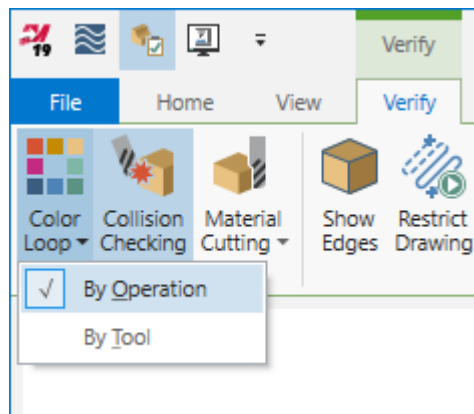 19
Verify
File Home View Verify
Color Loop Collision Checking Material Cutting Show Edges Restrict Drawing
By Operation
By Tool